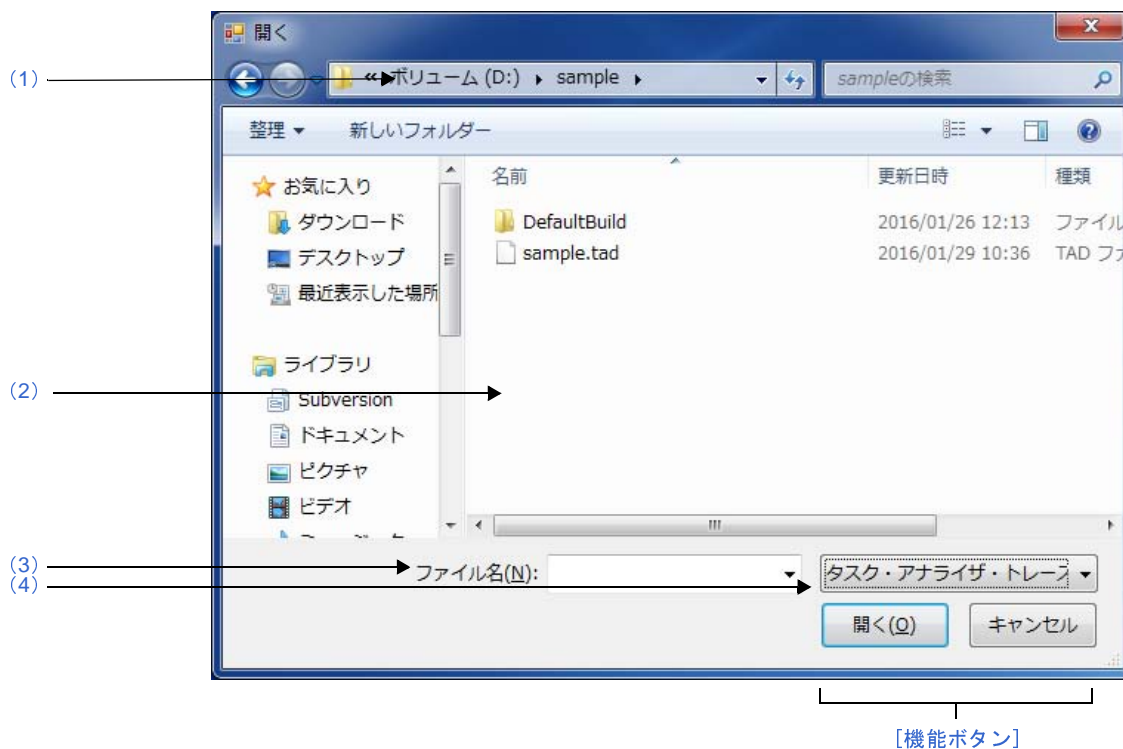 開く
(1)
« ボリューム (D:) ▸ sample ▸
sampleの検索
整理 ▼ 新しいフォルダー
名前 更新日時 種類
お気に入り
ダウンロード
デスクトップ
最近表示した場所
DefaultBuild 2016/01/26 12:13 ファイル
sample.tad 2016/01/29 10:36 TAD ファ
ライブラリ
(2)
Subversion
ドキュメント
ピクチャ
ビデオ
(3)
(4)
ファイル名(N):
タスク・アナライザ・トレース
開く(O) キャンセル
[機能ボタン]